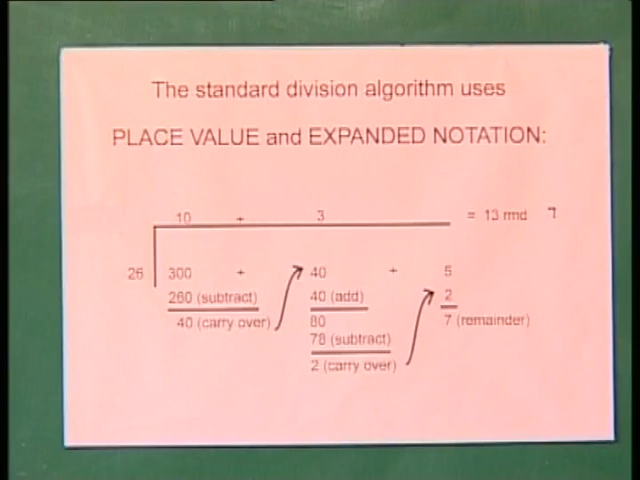 The standard division algorithm uses
PLACE VALUE and EXPANDED NOTATION:
10 + 3 = 13 rmd 7
26 300 + 40 + 5
260 (subtract) 40 (add) 2
40 (carry over) 80 7 (remainder)
78 (subtract)
2 (carry over)